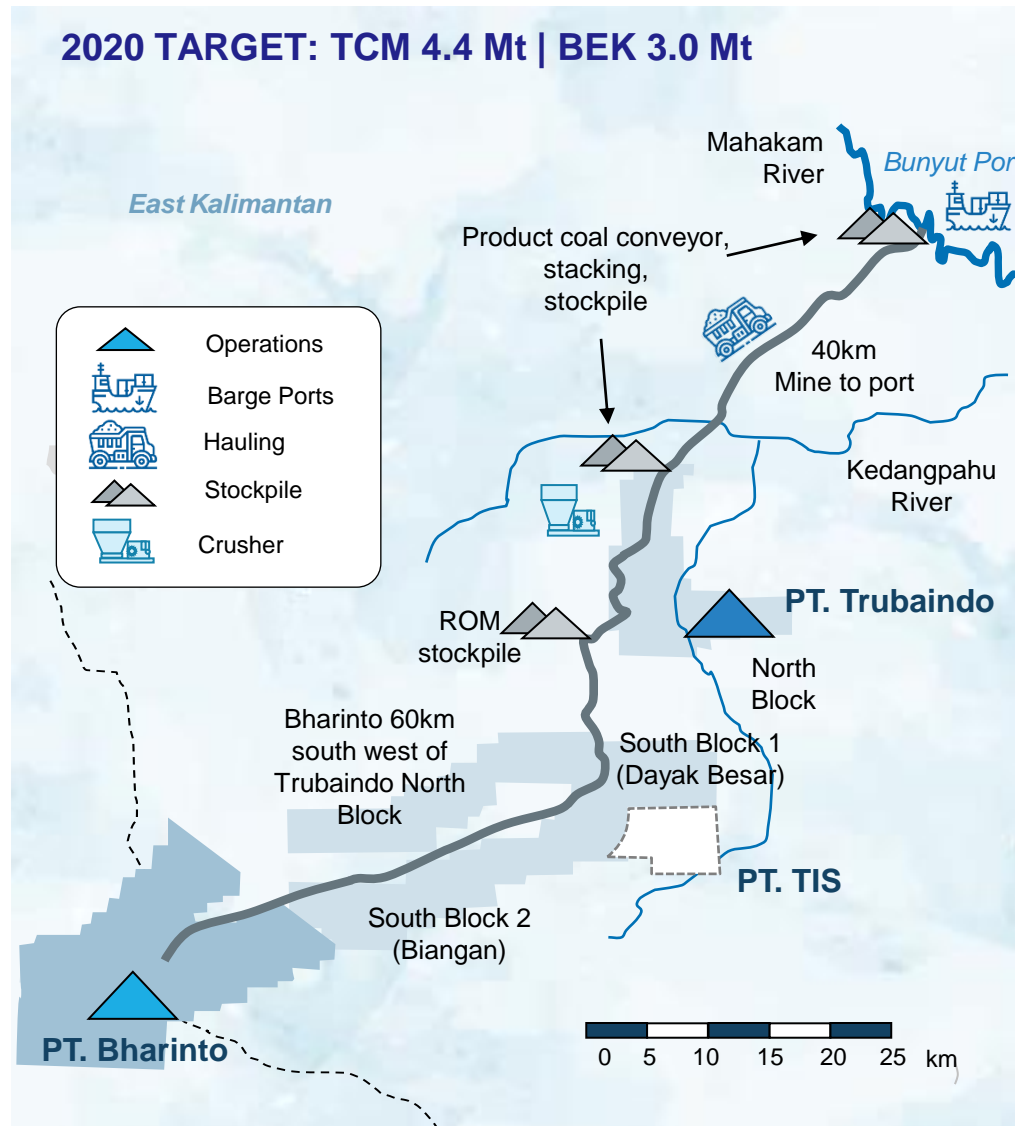 2020 TARGET: TCM 4.4 Mt | BEK 3.0 Mt
Mahakam
River
Bunyut Por
East Kalimantan
Product coal conveyor,
stacking,
stockpile
Operations
Barge Ports
Hauling
Stockpile
Crusher
40km
Mine to port
Kedangpahu
River
PT. Trubaindo
ROM
stockpile
North
Block
Bharinto 60km
south west of
Trubaindo North
Block
South Block 1
(Dayak Besar)
PT. TIS
South Block 2
(Biangan)
PT. Bharinto
0 5 10 15 20 25 km